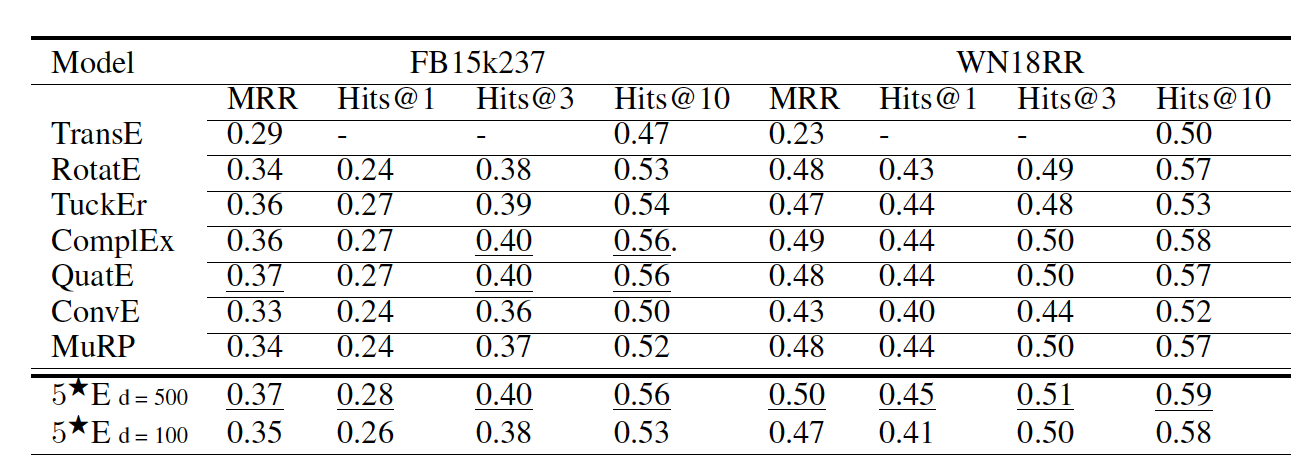 Model FB15k237 WN18RR
MRR Hits@1 Hits@3 Hits@10 MRR Hits@1 Hits@3 Hits@10
TransE 0.29 - - 0.47 0.23 - - 0.50
RotatE 0.34 0.24 0.38 0.53 0.48 0.43 0.49 0.57
TuckEr 0.36 0.27 0.39 0.54 0.47 0.44 0.48 0.53
ComplEx 0.36 0.27 0.40 0.56. 0.49 0.44 0.50 0.58
QuatE 0.37 0.27 0.40 0.56 0.48 0.44 0.50 0.57
ConvE 0.33 0.24 0.36 0.50 0.43 0.40 0.44 0.52
MuRP 0.34 0.24 0.37 0.52 0.48 0.44 0.50 0.57
5★E d = 500 0.37 0.28 0.40 0.56 0.50 0.45 0.51 0.59
5★E d = 100 0.35 0.26 0.38 0.53 0.47 0.41 0.50 0.58